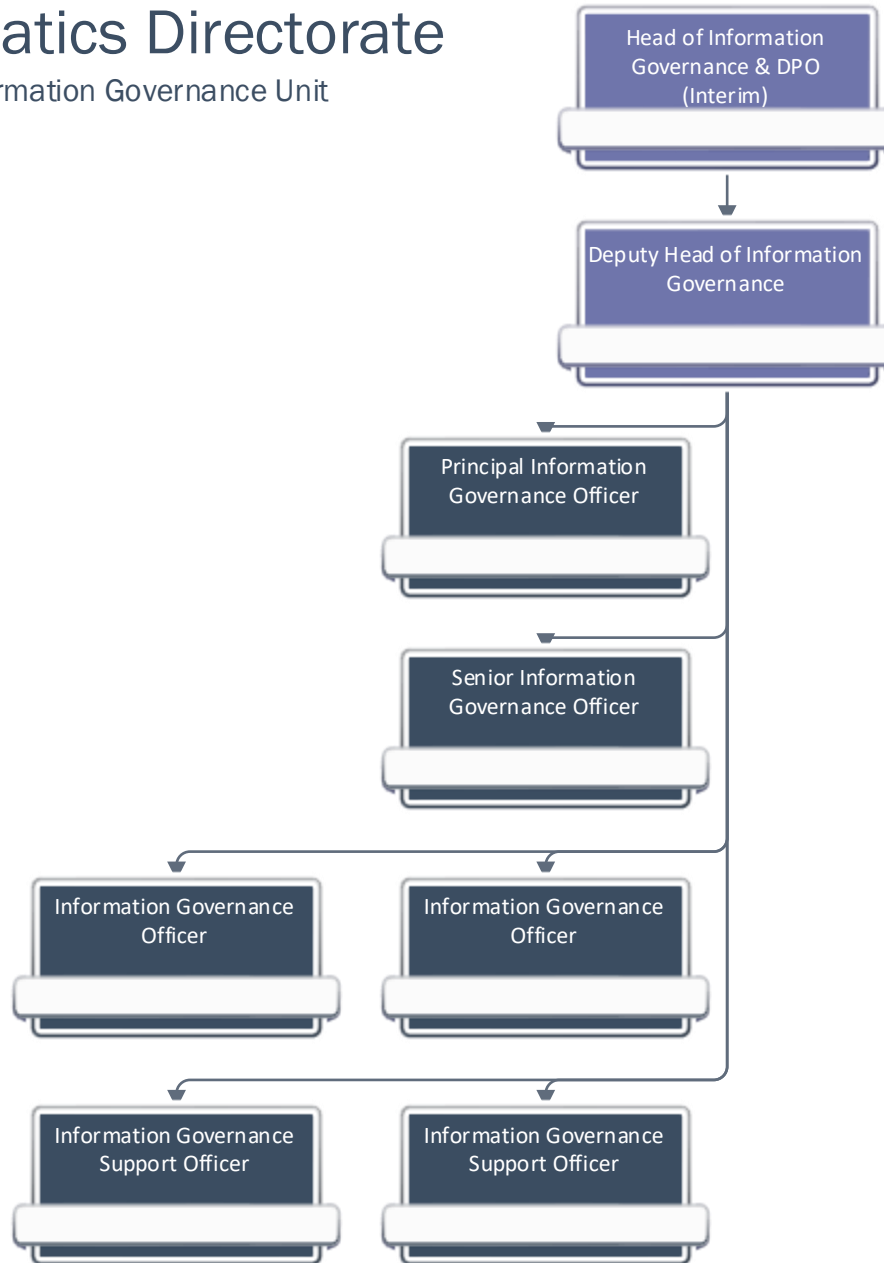 atics Directorate
rmation Governance Unit
Head of Information
Governance & DPO
(Interim)
Deputy Head of Information
Governance
Principal Information
Governance Officer
Senior Information
Governance Officer
Information Governance
Officer
Information Governance
Officer
Information Governance
Support Officer
Information Governance
Support Officer